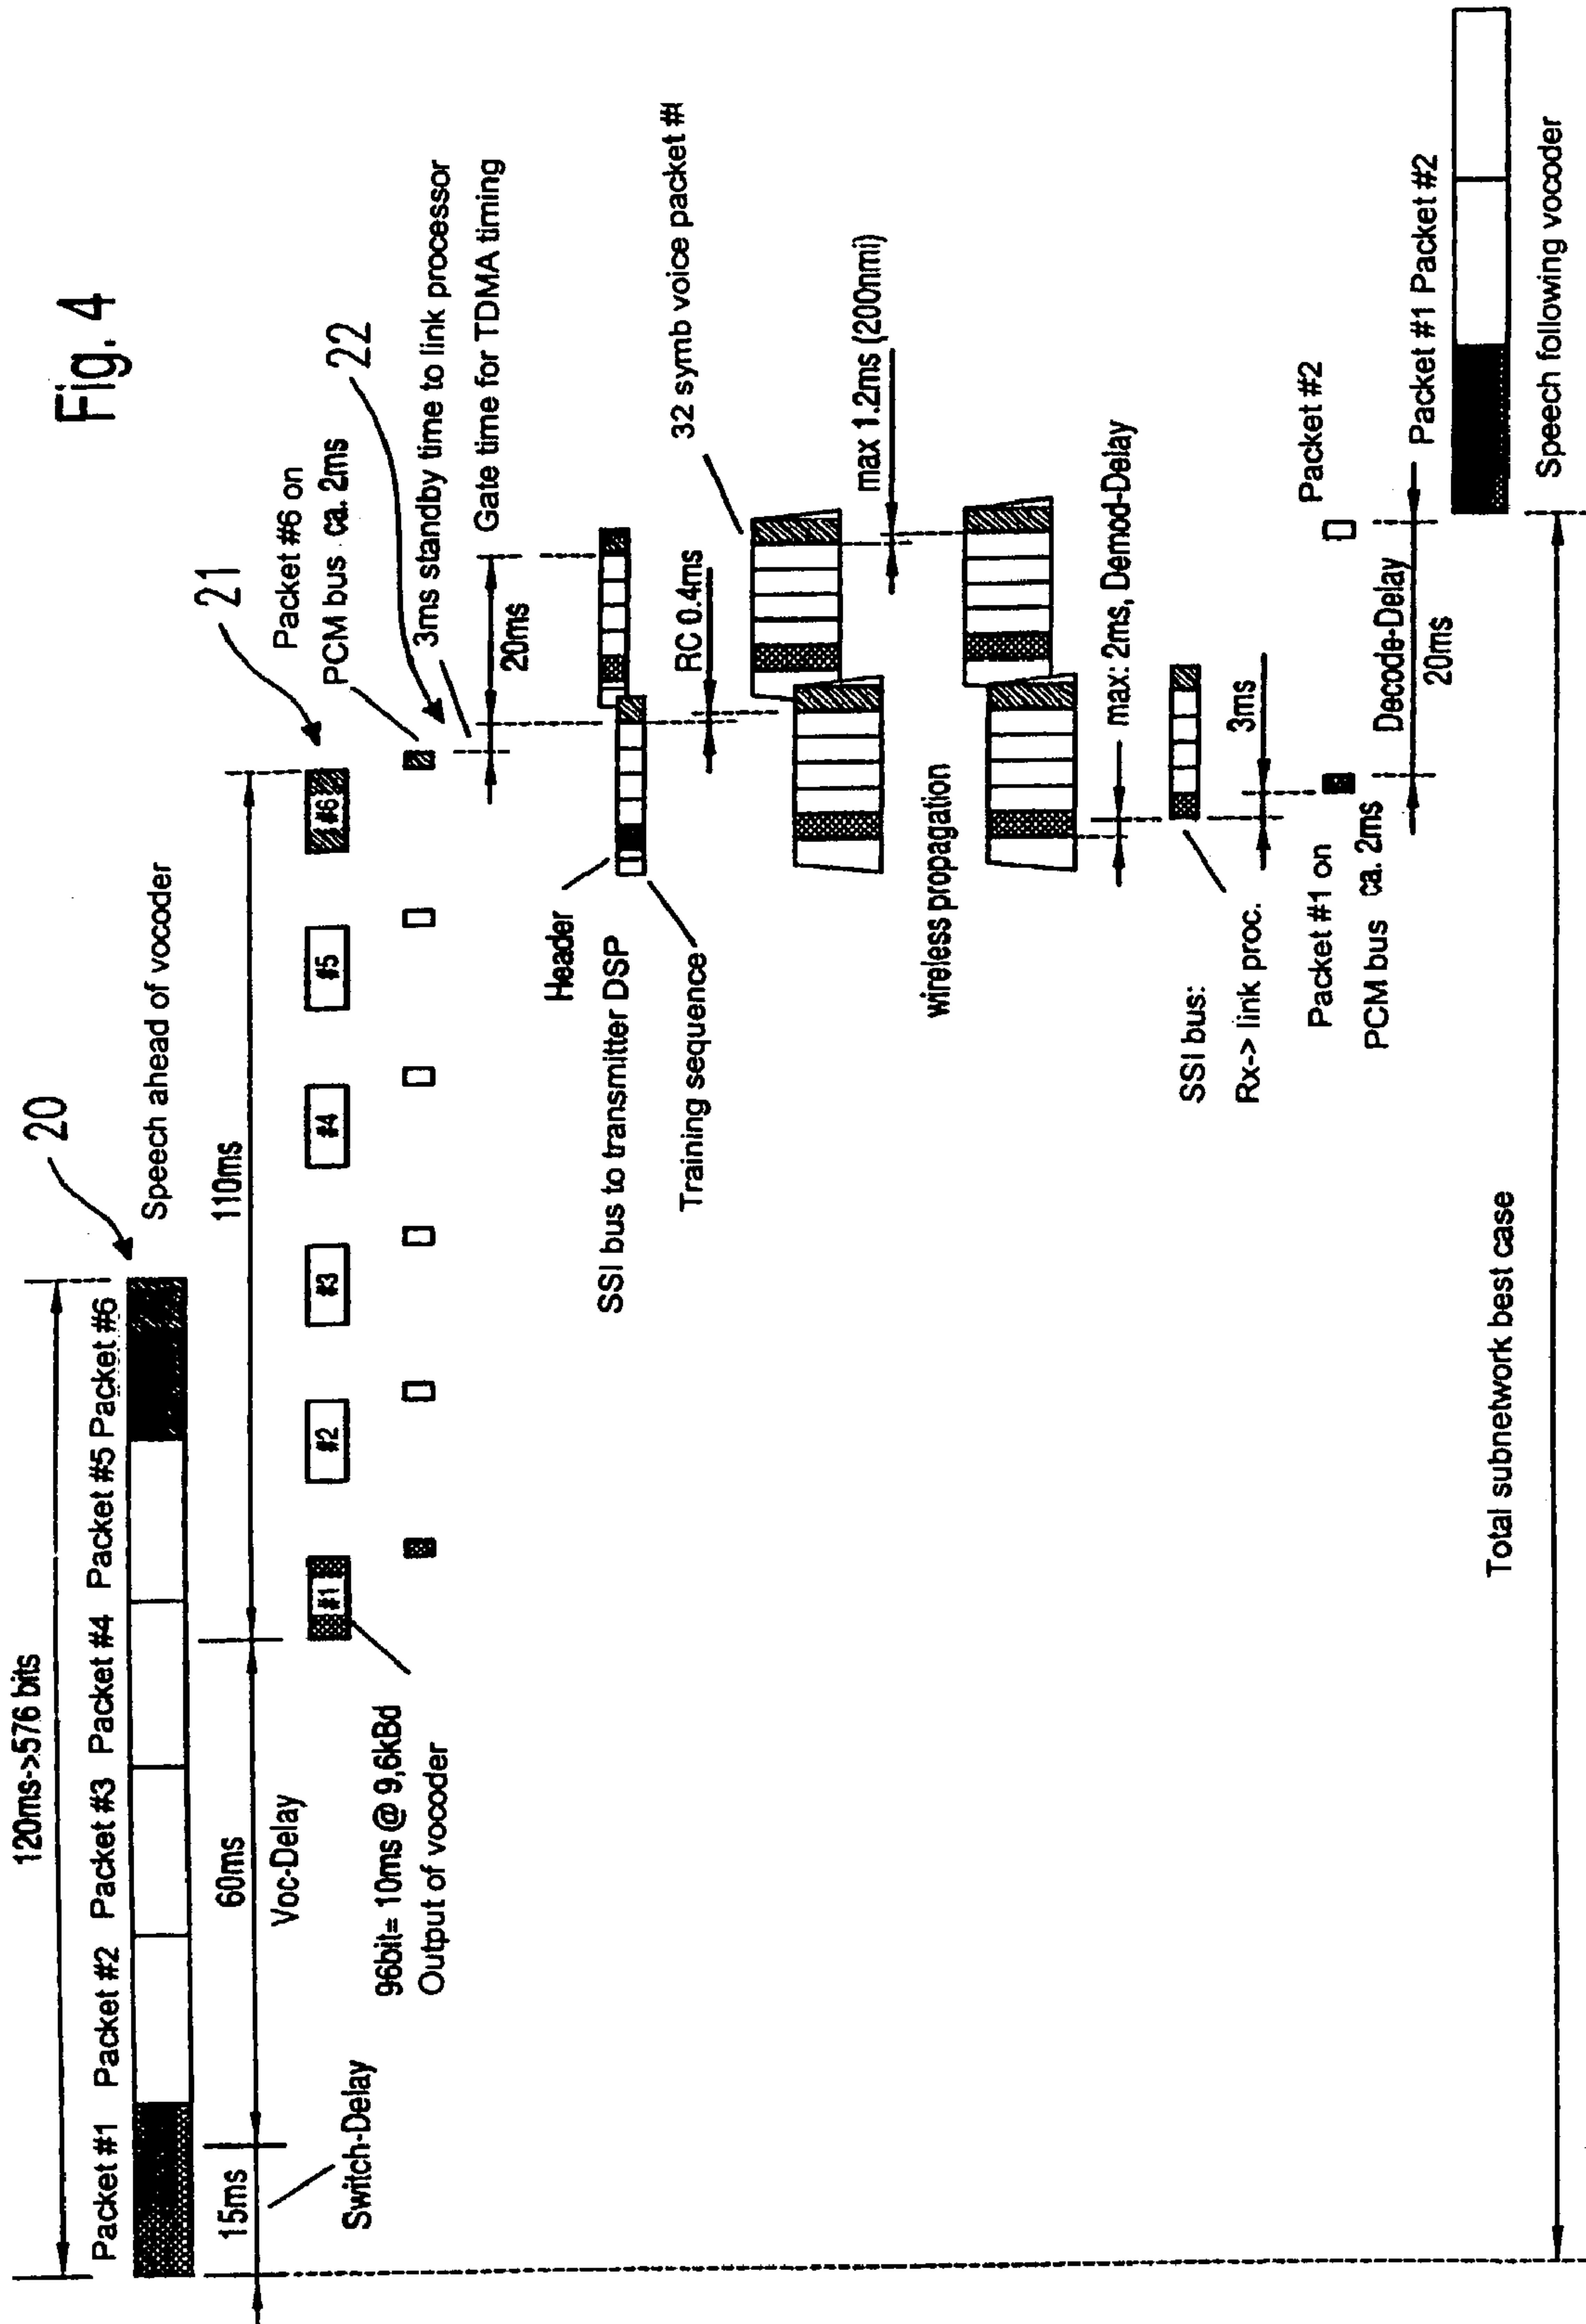 Fig. 4
120ms->576 bits
Packet #1 Packet #2 Packet #3 Packet #4 Packet #5 Packet #6
20
Speech ahead of vocoder
15ms
60ms
110ms
Switch-Delay
Voc-Delay
#1
#2
#3
#4
#5
#6
21
Packet #6 on
PCM bus ca. 2ms
96bit= 10ms @ 9,6kBd
Output of vocoder
22
3ms standby time to link processor
Gate time for TDMA timing
20ms
Header
SSI bus to transmitter DSP
Training sequence
RC 0.4ms
32 symb voice packet #I
max 1.2ms (200nmi)
wireless propagation
max: 2ms, Demod-Delay
SSI bus:
Rx-> link proc.
3ms
Packet #1 on
PCM bus ca. 2ms
Packet #2
Decode-Delay
20ms
Packet #1 Packet #2
Speech following vocoder
Total subnetwork best case